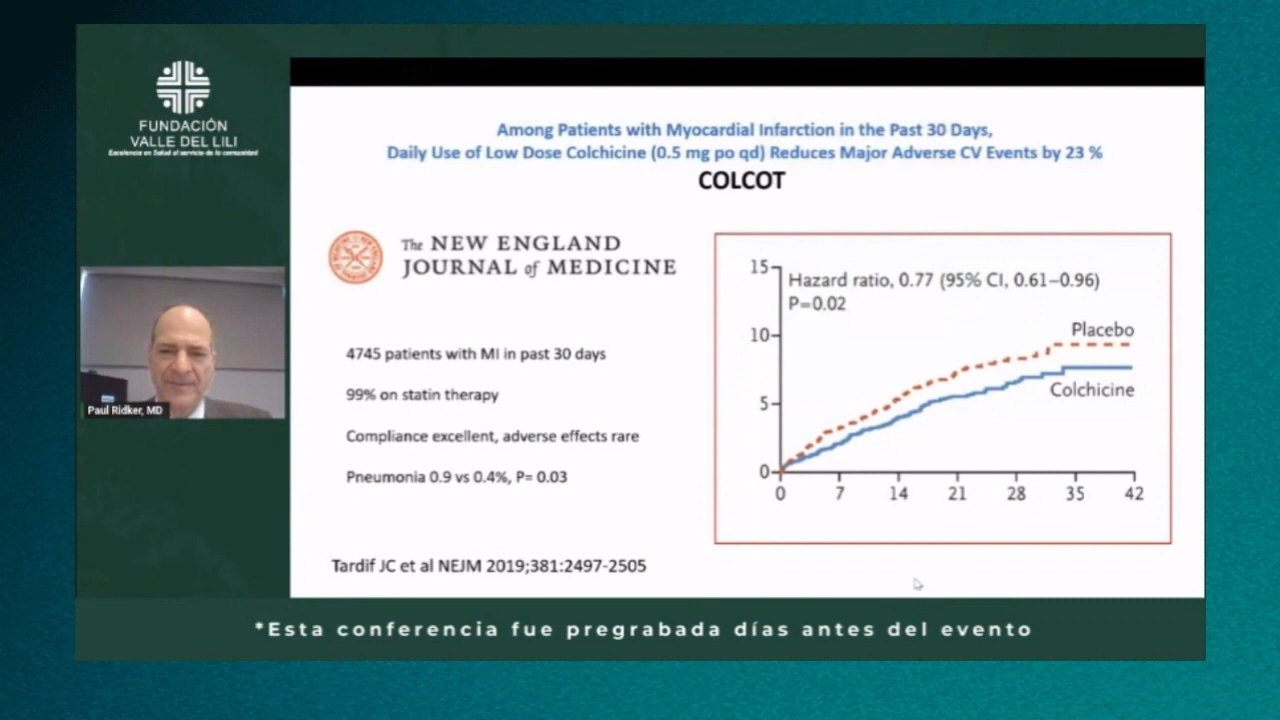 FUNDACIÓN
VALLE DEL LILI
Excelencia en Salud al servicio de la comunidad
Paul Ridker, MD
Among Patients with Myocardial Infarction in the Past 30 Days,
Daily Use of Low Dose Colchicine (0.5 mg po qd) Reduces Major Adverse CV Events by 23 %
COLCOT
The NEW ENGLAND
JOURNAL of MEDICINE
4745 patients with MI in past 30 days
99% on statin therapy
Compliance excellent, adverse effects rare
Pneumonia 0.9 vs 0.4%, P= 0.03
Tardif JC et al NEJM 2019;381:2497-2505
Hazard ratio, 0.77 (95% CI, 0.61–0.96)
P=0.02
15
10
5
0
Placebo
Colchicine
0 7 14 21 28 35 42
*Esta conferencia fue pregrabada días antes del evento